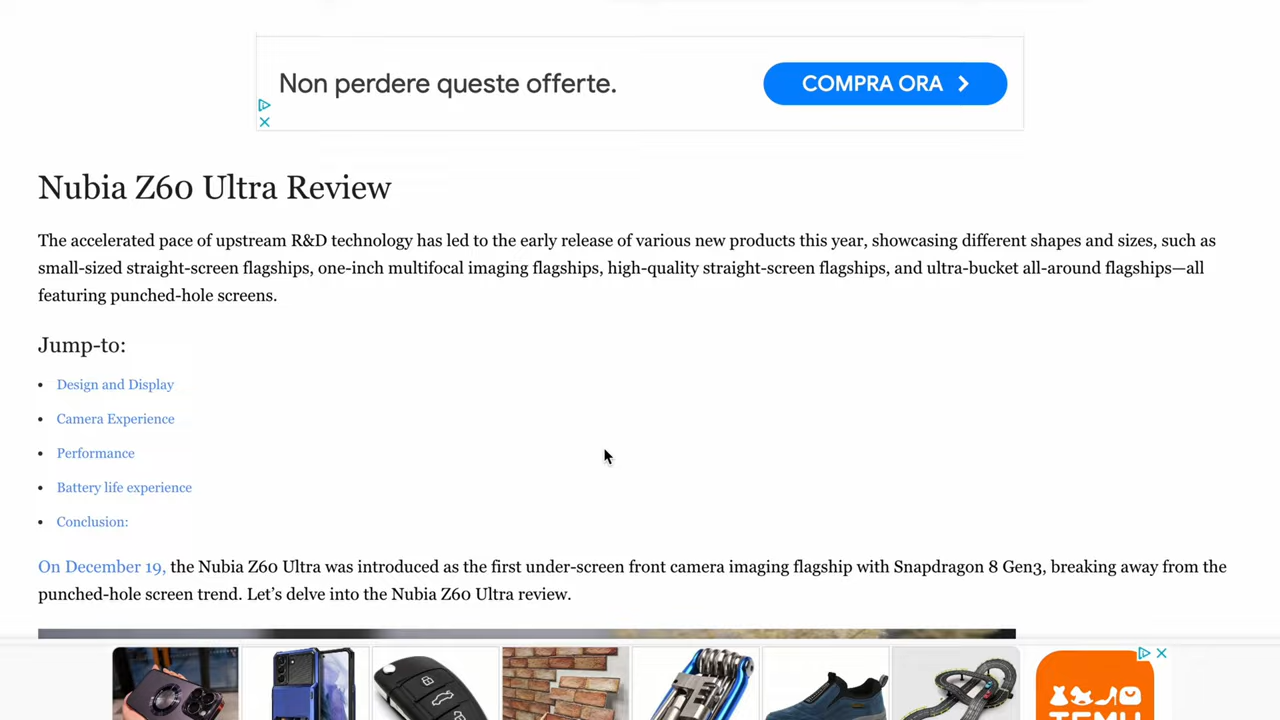 Non perdere queste offerte.
COMPRA ORA
Nubia Z60 Ultra Review
The accelerated pace of upstream R&D technology has led to the early release of various new products this year, showcasing different shapes and sizes, such as
small-sized straight-screen flagships, one-inch multifocal imaging flagships, high-quality straight-screen flagships, and ultra-bucket all-around flagships—all
featuring punched-hole screens.
Jump-to:
Design and Display
Camera Experience
Performance
Battery life experience
Conclusion:
On December 19, the Nubia Z60 Ultra was introduced as the first under-screen front camera imaging flagship with Snapdragon 8 Gen3, breaking away from the
punched-hole screen trend. Let’s delve into the Nubia Z60 Ultra review.
TEMU